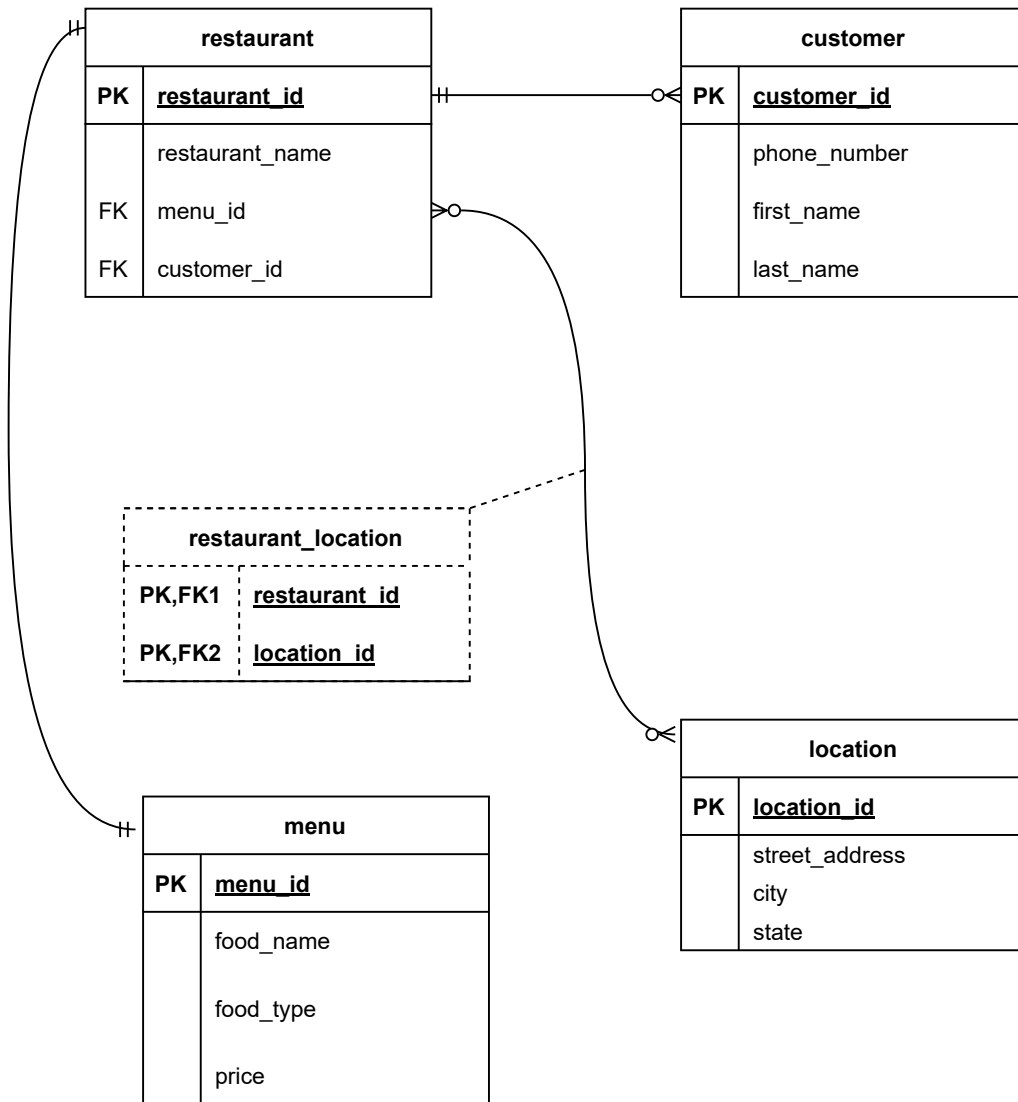 restaurant
PK restaurant_id
restaurant_name
FK menu_id
FK customer_id
customer
PK customer_id
phone_number
first_name
last_name
restaurant_location
PK,FK1 restaurant_id
PK,FK2 location_id
location
PK location_id
street_address
city
state
menu
PK menu_id
food_name
food_type
price